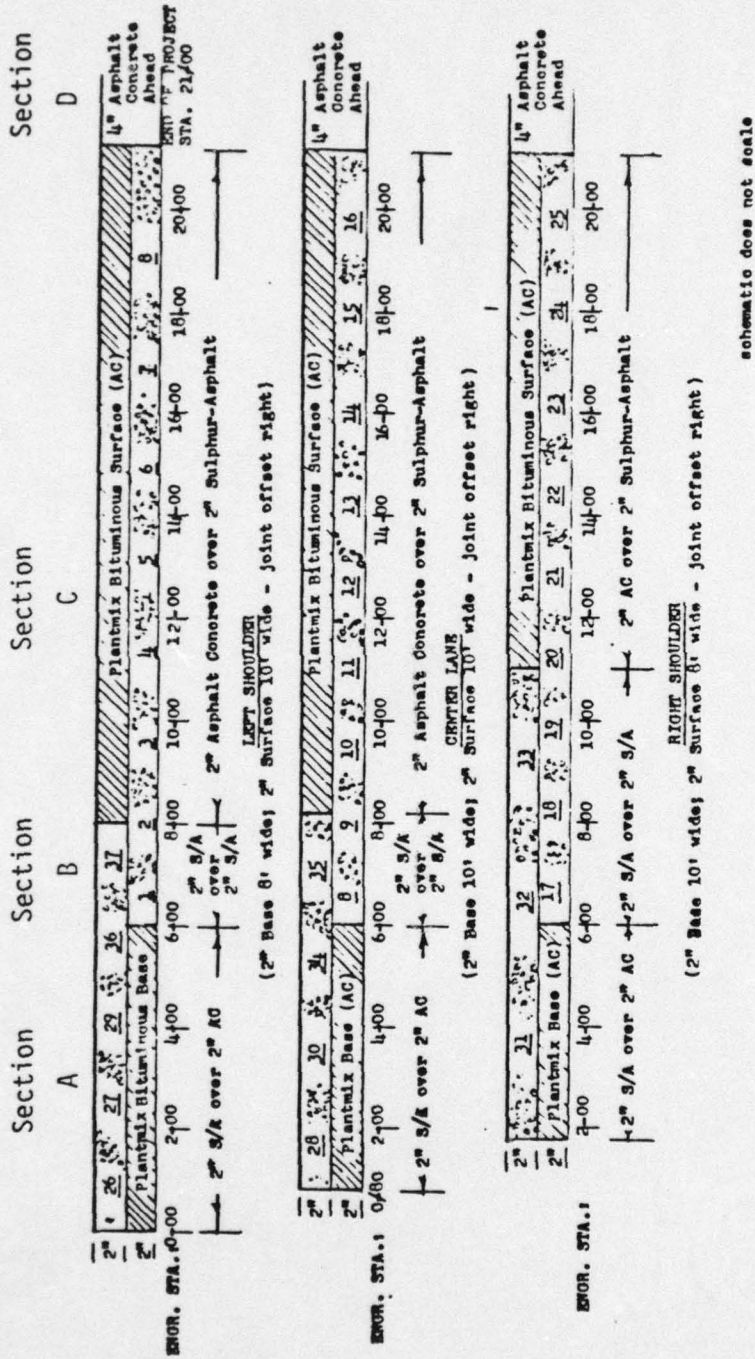 Section Section Section Section
A B C D
2" 26 27 29 36 37 Plantmix Bituminous Surface (AC) 4" Asphalt
Concrete
Ahead
2" Plantmix Bituminous Base 1 2 3 4 5 6 7 8
END OF PROJECT
STA. 21+00
ENGR. STA.: 0+00 2+00 4+00 6+00 8+00 10+00 12+00 14+00 16+00 18+00 20+00
2" S/A over 2" AC 2" S/A
over
2" S/A 2" Asphalt Concrete over 2" Sulphur-Asphalt
LEFT SHOULDER
(2" Base 8' wide; 2" Surface 10' wide - joint offset right)
2" 28 30 34 35 Plantmix Bituminous Surface (AC) 4" Asphalt
Concrete
Ahead
2" Plantmix Base (AC) 8 9 10 11 12 13 14 15 16
ENGR. STA.: 0+80 2+00 4+00 6+00 8+00 10+00 12+00 14+00 16+00 18+00 20+00
2" S/A over 2" AC 2" S/A
over
2" S/A 2" Asphalt Concrete over 2" Sulphur-Asphalt
CENTER LANE
(2" Base 10' wide; 2" Surface 10' wide - joint offset right)
2" 31 32 33 Plantmix Bituminous Surface (AC) 4" Asphalt
Concrete
Ahead
2" Plantmix Base (AC) 17 18 19 20 21 22 23 24 25
ENGR. STA.: 2+00 4+00 6+00 8+00 10+00 12+00 14+00 16+00 18+00 20+00
2" S/A over 2" AC 2" S/A over 2" S/A 2" AC over 2" Sulphur-Asphalt
RIGHT SHOULDER
(2" Base 10' wide; 2" Surface 8' wide - joint offset right)
schematic does not scale